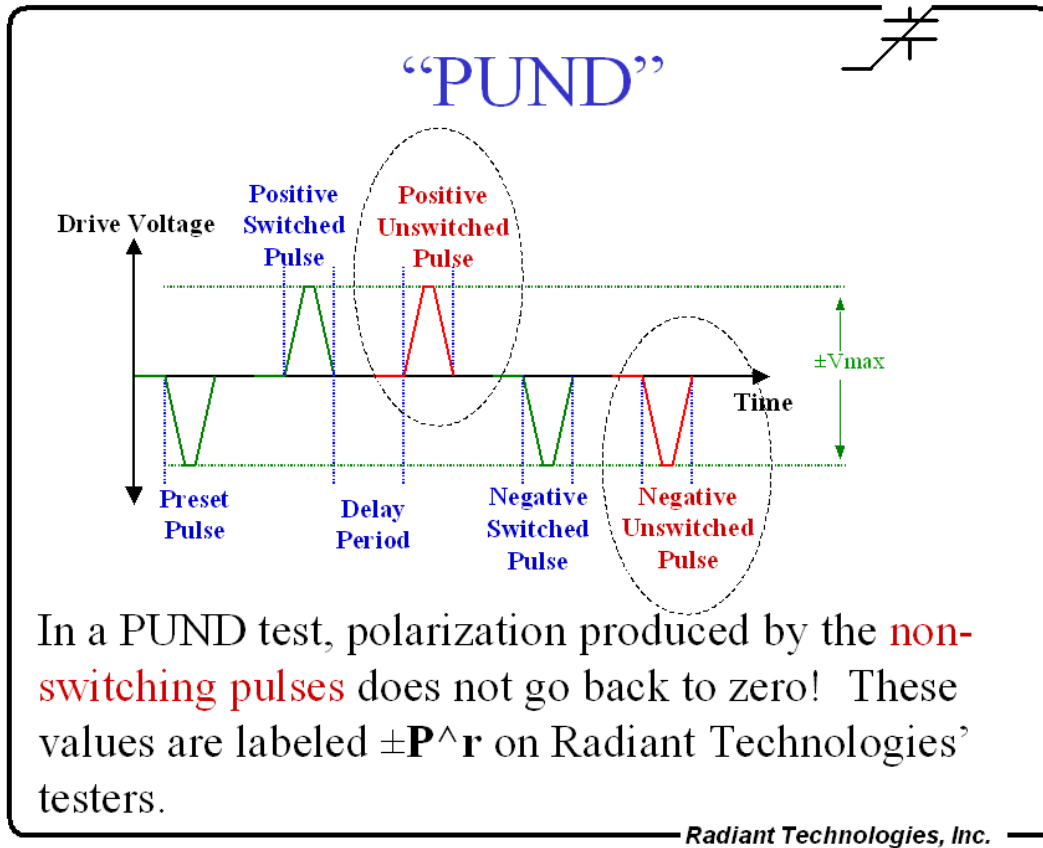 “PUND”
Positive
Switched
Pulse
Positive
Unswitched
Pulse
Drive Voltage
±Vmax
Time
Preset
Pulse
Delay
Period
Negative
Switched
Pulse
Negative
Unswitched
Pulse
In a PUND test, polarization produced by the non-
switching pulses does not go back to zero! These
values are labeled ±P^r on Radiant Technologies’
testers.
Radiant Technologies, Inc.